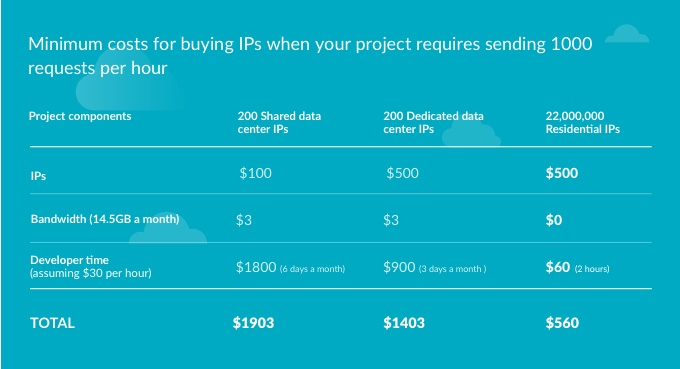 Minimum costs for buying IPs when your project requires sending 1000
requests per hour
Project components
200 Shared data
center IPs
200 Dedicated data
center IPs
22,000,000
Residential IPs
IPs
$100
$500
$500
Bandwidth (14.5GB a month)
$3
$3
$0
Developer time
(assuming $30 per hour)
$1800 (6 days a month)
$900 (3 days a month )
$60 (2 hours)
TOTAL
$1903
$1403
$560